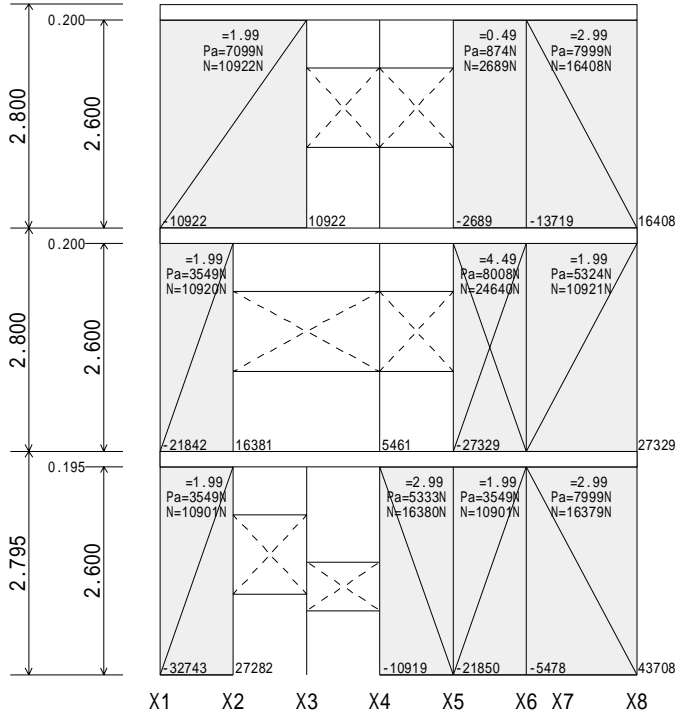 0.200
=1.99
Pa=7099N
N=10922N
=0.49
Pa=874N
N=2689N
=2.99
Pa=7999N
N=16408N
2.800
2.600
-10922
10922
-2689
-13719
16408
0.200
=1.99
Pa=3549N
N=10920N
=4.49
Pa=8008N
N=24640N
=1.99
Pa=5324N
N=10921N
2.800
2.600
-21842
16381
5461
-27329
27329
0.195
=1.99
Pa=3549N
N=10901N
=2.99
Pa=5333N
N=16380N
=1.99
Pa=3549N
N=10901N
=2.99
Pa=7999N
N=16379N
2.795
2.600
-32743
27282
-10919
-21850
-5478
43708
X1 X2 X3 X4 X5 X6 X7 X8